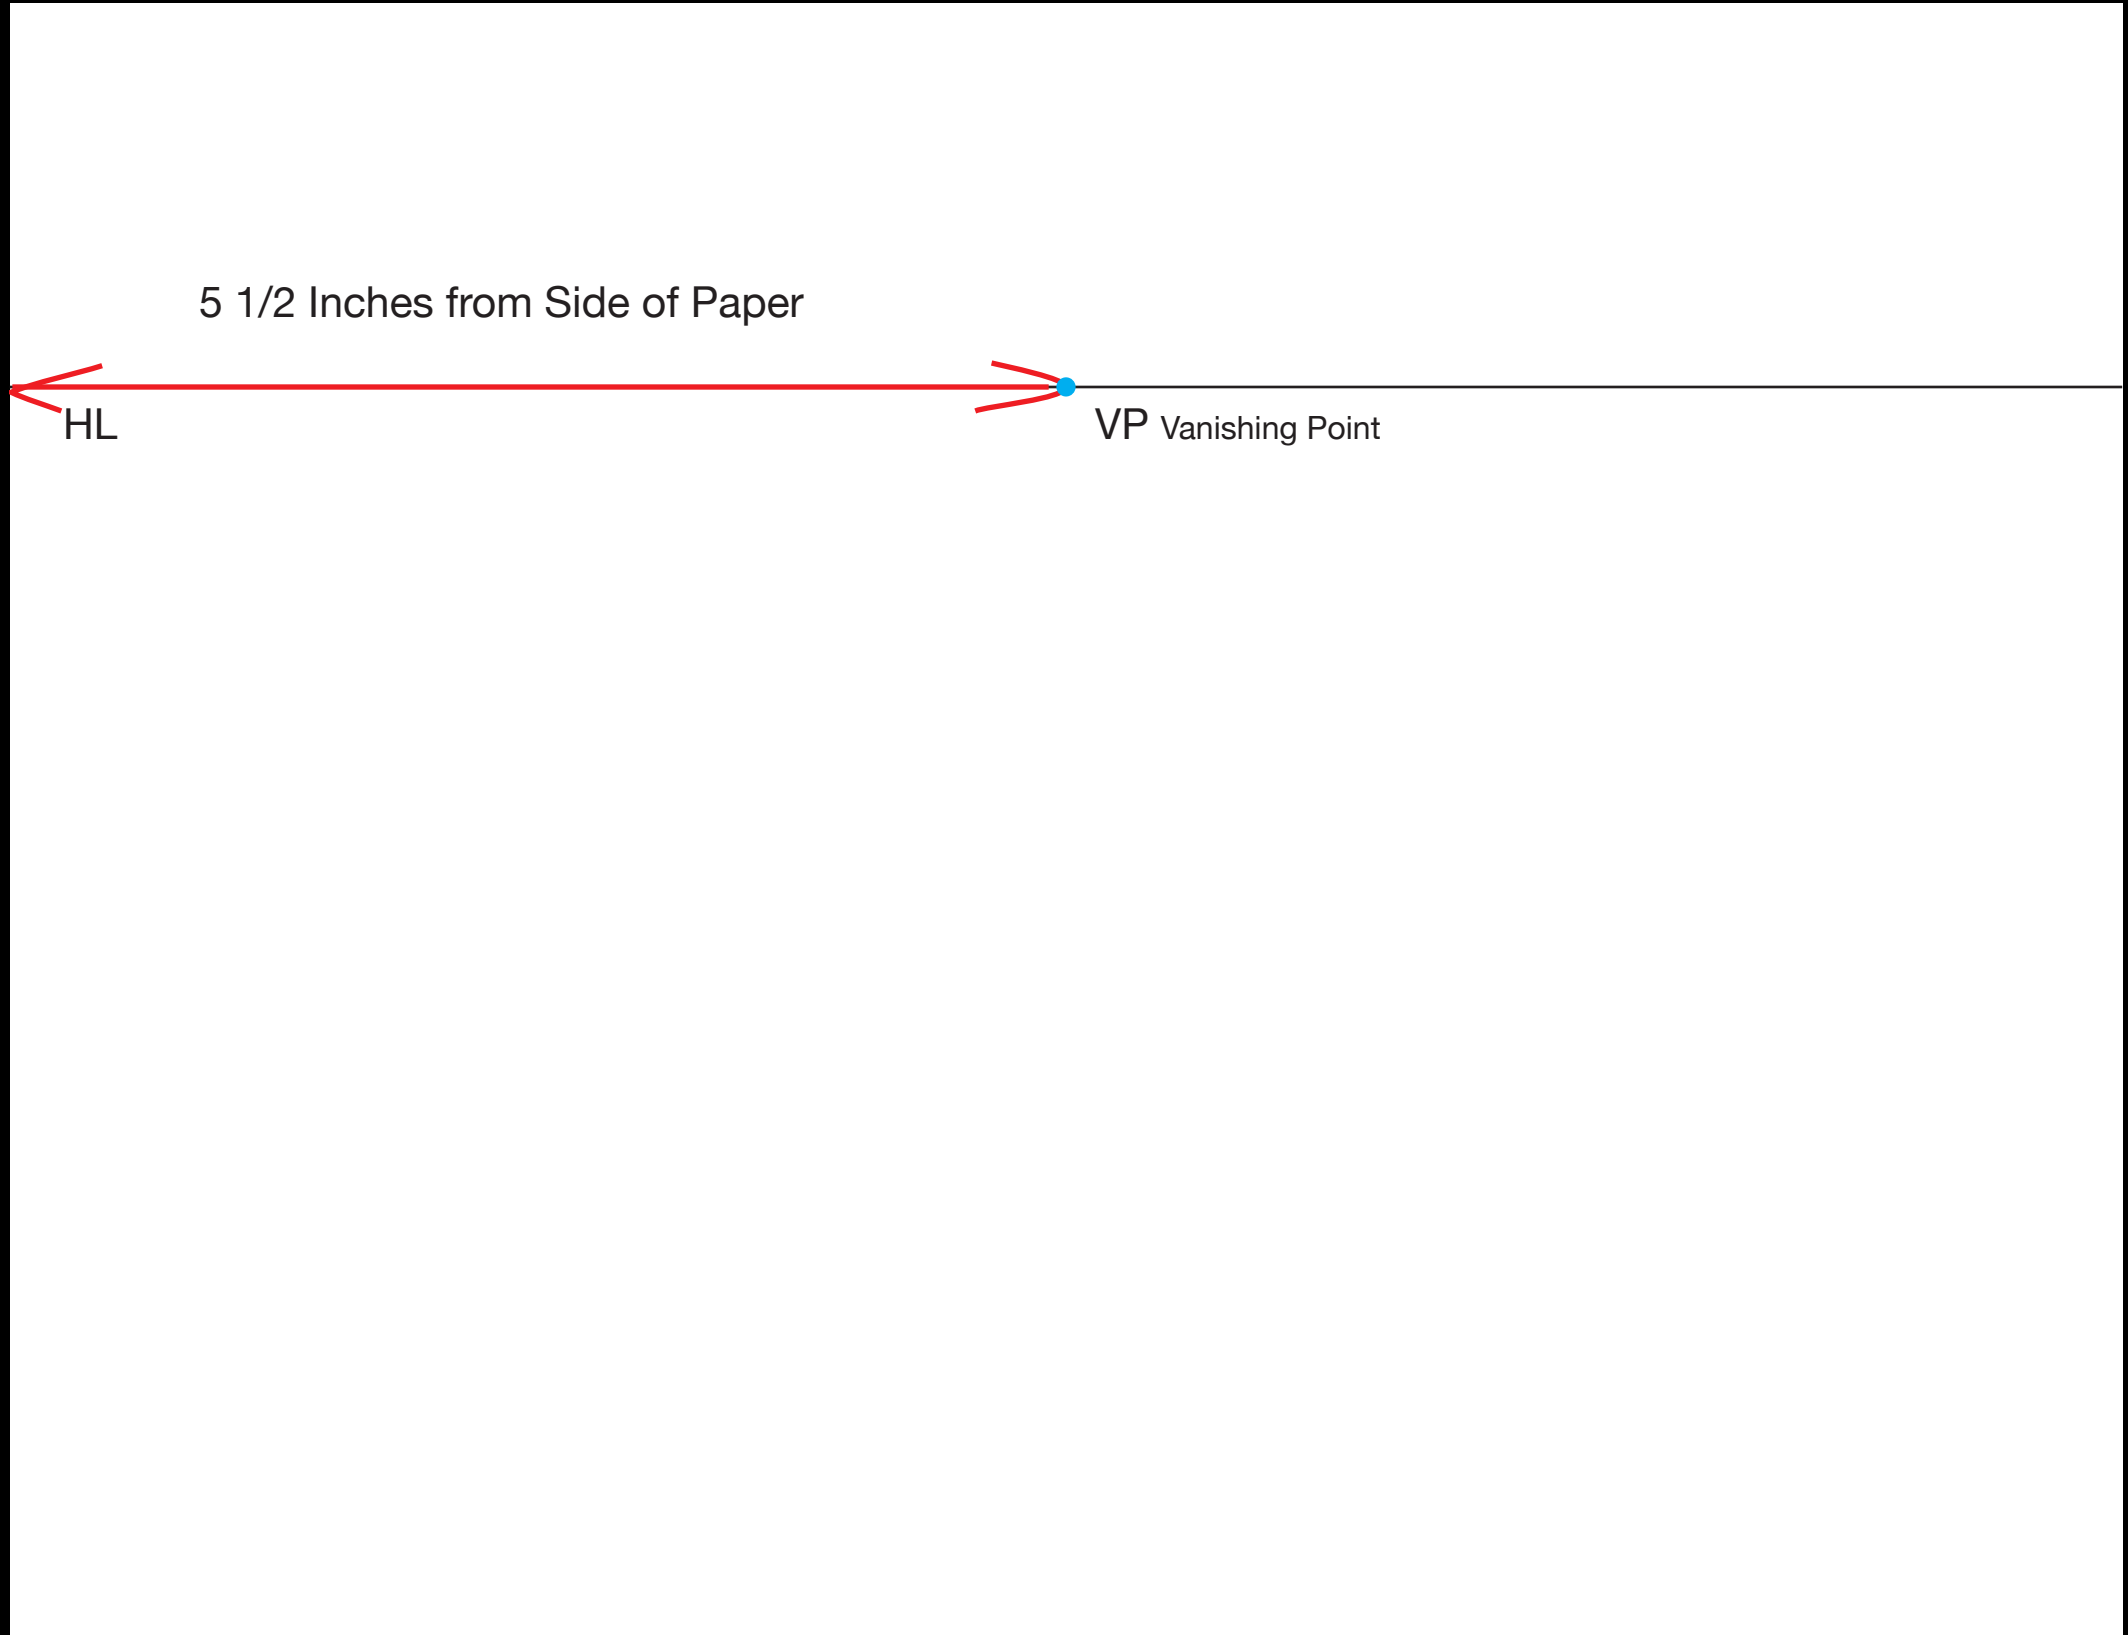 5 1/2 Inches from Side of Paper
HL
VP Vanishing Point